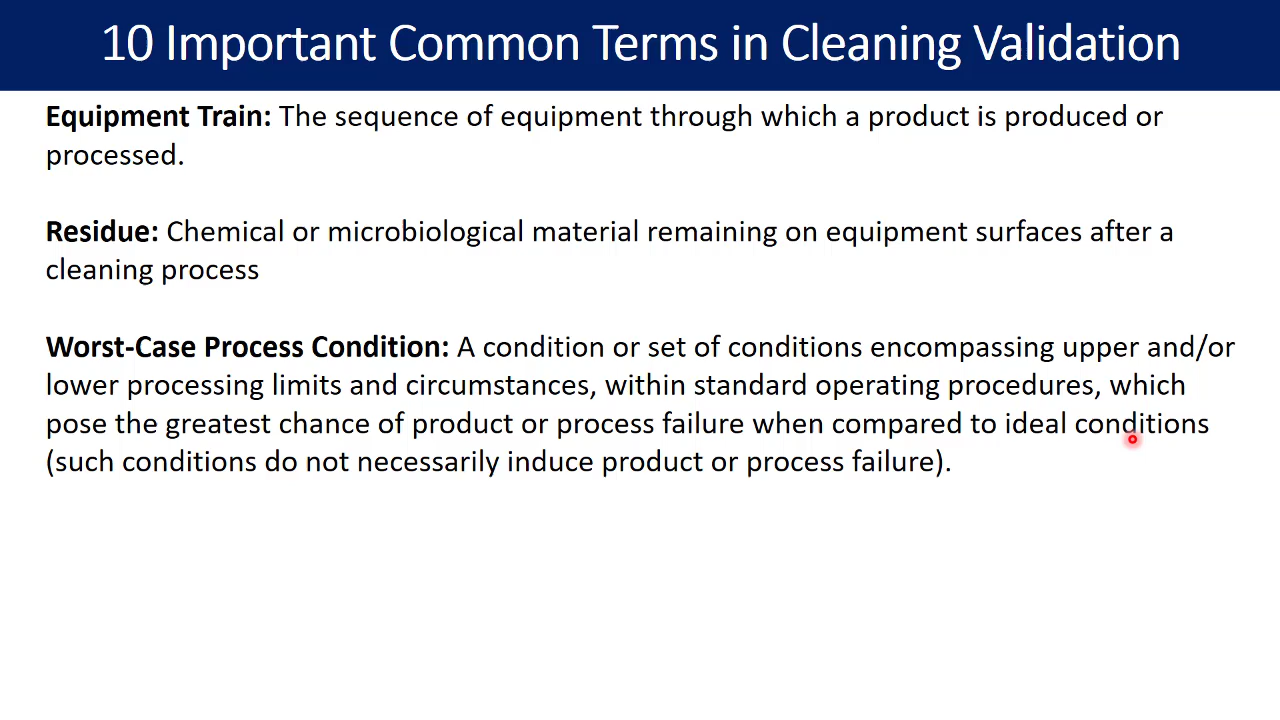 10 Important Common Terms in Cleaning Validation
Equipment Train: The sequence of equipment through which a product is produced or
processed.
Residue: Chemical or microbiological material remaining on equipment surfaces after a
cleaning process
Worst-Case Process Condition: A condition or set of conditions encompassing upper and/or
lower processing limits and circumstances, within standard operating procedures, which
pose the greatest chance of product or process failure when compared to ideal conditions
(such conditions do not necessarily induce product or process failure).